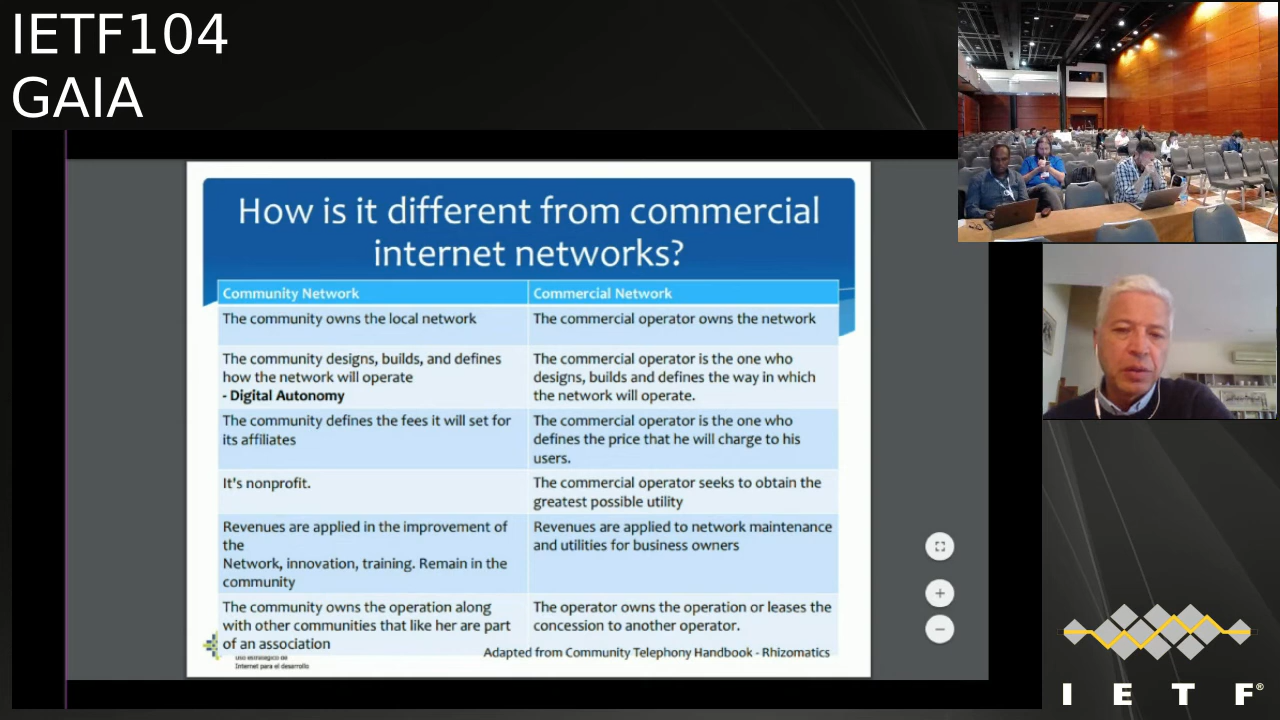 IETF104
GAIA
How is it different from commercial
internet networks?
Community Network
Commercial Network
The community owns the local network
The commercial operator owns the network
The community designs, builds, and defines
how the network will operate
- Digital Autonomy
The commercial operator is the one who
designs, builds and defines the way in which
the network will operate.
The community defines the fees it will set for
its affiliates
The commercial operator is the one who
defines the price that he will charge to his
users.
It's nonprofit.
The commercial operator seeks to obtain the
greatest possible utility
Revenues are applied in the improvement of
the
Network, innovation, training. Remain in the
community
Revenues are applied to network maintenance
and utilities for business owners
The community owns the operation along
with other communities that like her are part
of an association
The operator owns the operation or leases the
concession to another operator.
uso estratégico de
Internet para el desarrollo
Adapted from Community Telephony Handbook - Rhizomatics
I E T F®